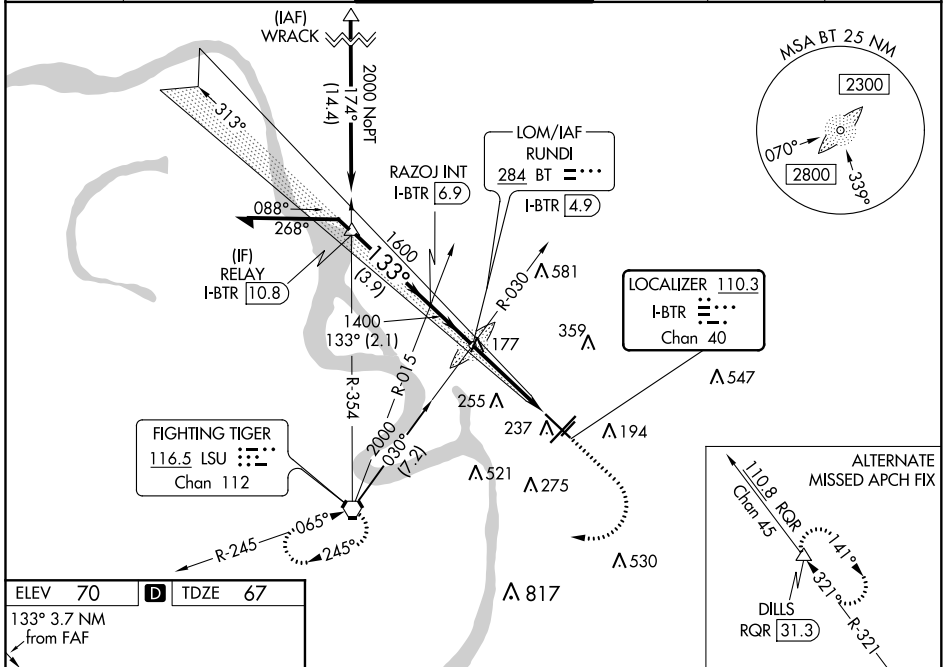 (IAF)
WRACK
2000 NoPT
174°
(14.4)
313°
MSA BT 25 NM
2300
070°
2800
339°
LOM/IAF
RUNDI
284 BT
I-BTR 4.9
RAZOJ INT
I-BTR 6.9
088°
268°
(IF)
RELAY
I-BTR 10.8
1600
133°
(3.9)
1400
133° (2.1)
R-030
581
LOCALIZER 110.3
I-BTR
Chan 40
359
177
547
R-354
R-015
255
237
194
FIGHTING TIGER
116.5 LSU
Chan 112
2000
030°
(7.2)
521
275
065°
R-245
245°
530
817
ALTERNATE
MISSED APCH FIX
110.8 RQR
Chan 45
141°
321°
R-321
DILLS
RQR 31.3
ELEV 70 D TDZE 67
133° 3.7 NM
from FAF